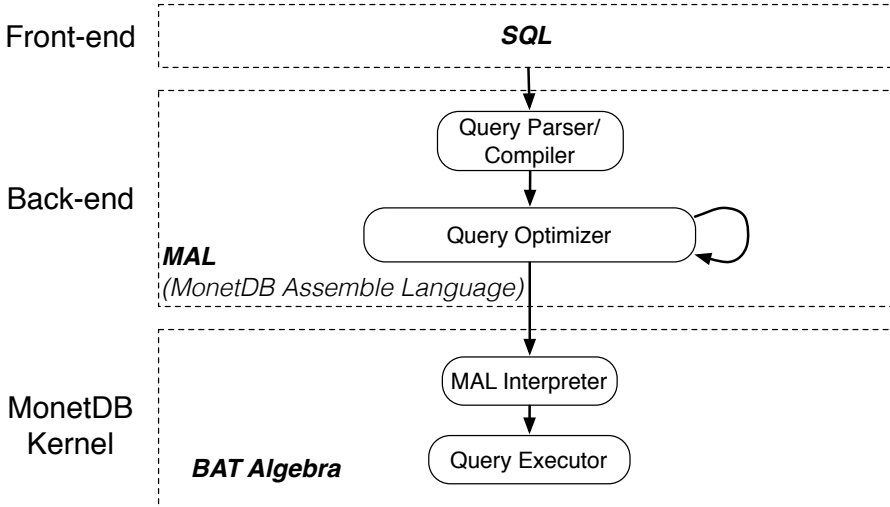 Front-end
SQL
Query Parser/
Compiler
Back-end
Query Optimizer
MAL
(MonetDB Assemble Language)
MAL Interpreter
MonetDB
Kernel
Query Executor
BAT Algebra